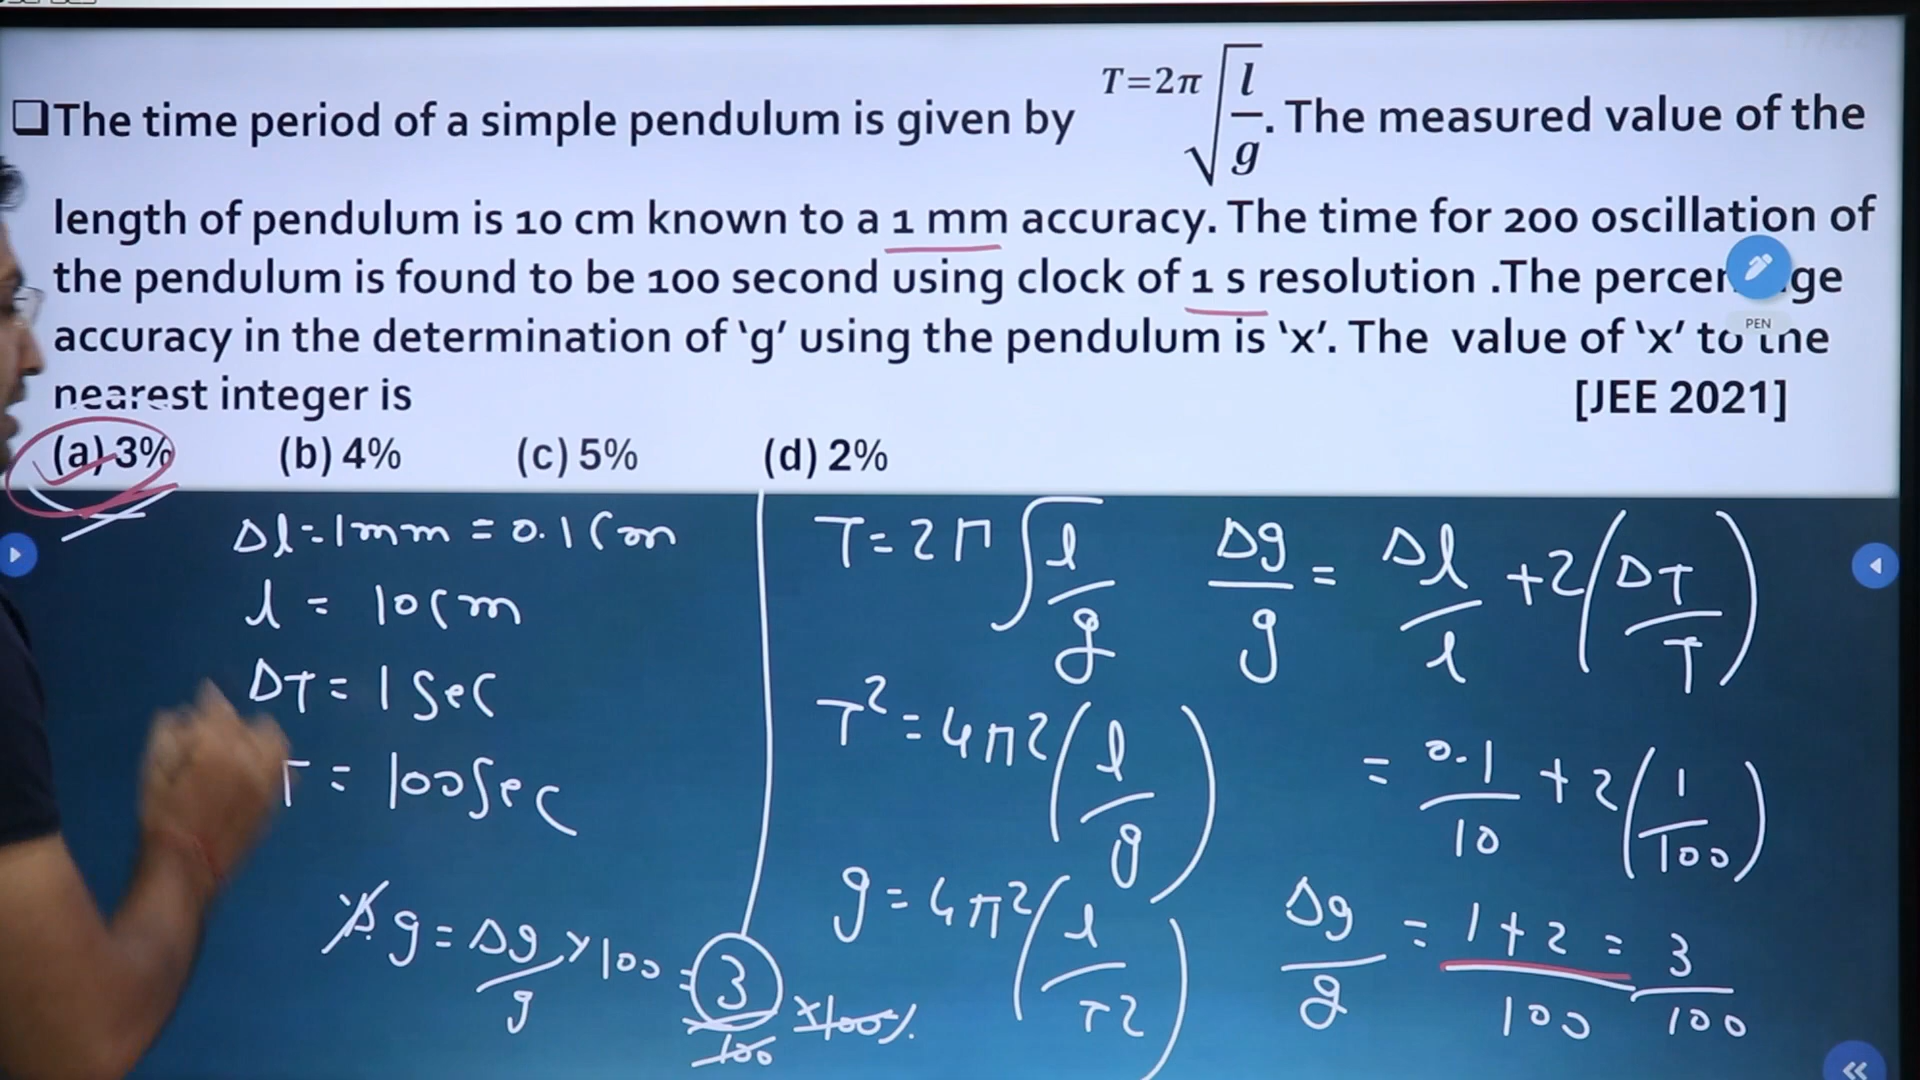 ❑The time period of a simple pendulum is given by T=2π√(l/g). The measured value of the
length of pendulum is 10 cm known to a 1 mm accuracy. The time for 200 oscillation of
the pendulum is found to be 100 second using clock of 1 s resolution .The percen ge
accuracy in the determination of ‘g’ using the pendulum is ‘x’. The value of ‘x’ to the
nearest integer is [JEE 2021]
PEN
(a) 3% (b) 4% (c) 5% (d) 2%
Δl = 1mm = 0.1 Cm
l = 10Cm
ΔT = 1 Sec
T = 100Sec
% g = Δg/g × 100 = 3/100 × 100%
T = 2π √(l/g)
T² = 4π² (l/g)
g = 4π² (l/T2)
Δg/g = Δl/l + 2(ΔT/T)
= 0.1/10 + 2(1/100)
Δg/g = 1+2/100 = 3/100